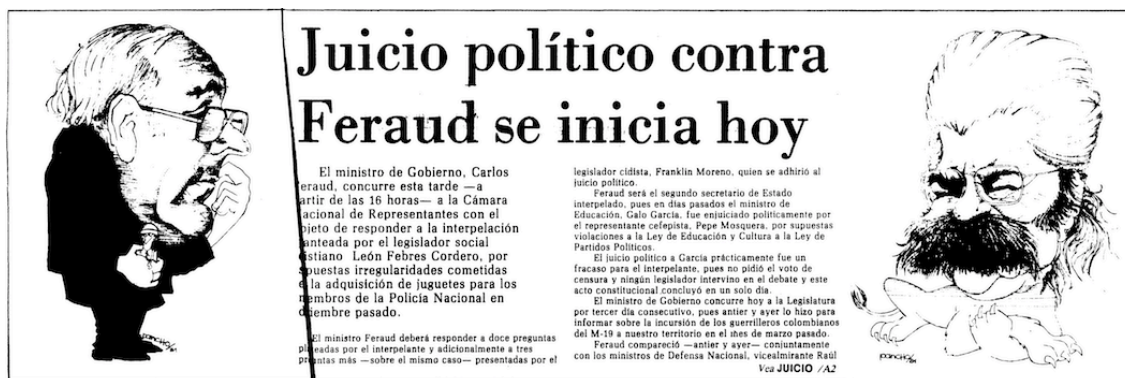 Juicio político contra
Feraud se inicia hoy
El ministro de Gobierno, Carlos
eraud, concurre esta tarde —a
artir de las 16 horas— a la Cámara
acional de Representantes con el
bjeto de responder a la interpelación
anteada por el legislador social
istiano León Febres Cordero, por
puestas irregularidades cometidas
la adquisición de juguetes para los
embros de la Policía Nacional en
iembre pasado.
El ministro Feraud deberá responder a doce preguntas
eadas por el interpelante y adicionalmente a tres
ntas más —sobre el mismo caso— presentadas por el
legislador cidista, Franklin Moreno, quien se adhirió al
juicio político.
Feraud será el segundo secretario de Estado
interpelado, pues en días pasados el ministro de
Educación, Galo García, fue enjuiciado políticamente por
el representante cefepista, Pepe Mosquera, por supuestas
violaciones a la Ley de Educación y Cultura a la Ley de
Partidos Políticos.
El juicio político a García prácticamente fue un
fracaso para el interpelante, pues no pidió el voto de
censura y ningún legislador intervino en el debate y este
acto constitucional concluyó en un solo día.
El ministro de Gobierno concurre hoy a la Legislatura
por tercer día consecutivo, pues antier y ayer lo hizo para
informar sobre la incursión de los guerrilleros colombianos
del M-19 a nuestro territorio en el mes de marzo pasado.
Feraud compareció —antier y ayer— conjuntamente
con los ministros de Defensa Nacional, vicealmirante Raúl
Vea JUICIO /A2
PANCHO
PANCHO